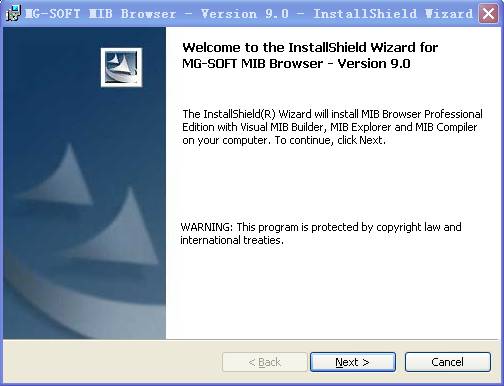 MG-SOFT MIB Browser - Version 9.0 - InstallShield Wizard
Welcome to the InstallShield Wizard for
MG-SOFT MIB Browser - Version 9.0
The InstallShield(R) Wizard will install MIB Browser Professional
Edition with Visual MIB Builder, MIB Explorer and MIB Compiler
on your computer. To continue, click Next.
WARNING: This program is protected by copyright law and
international treaties.
< Back Next > Cancel